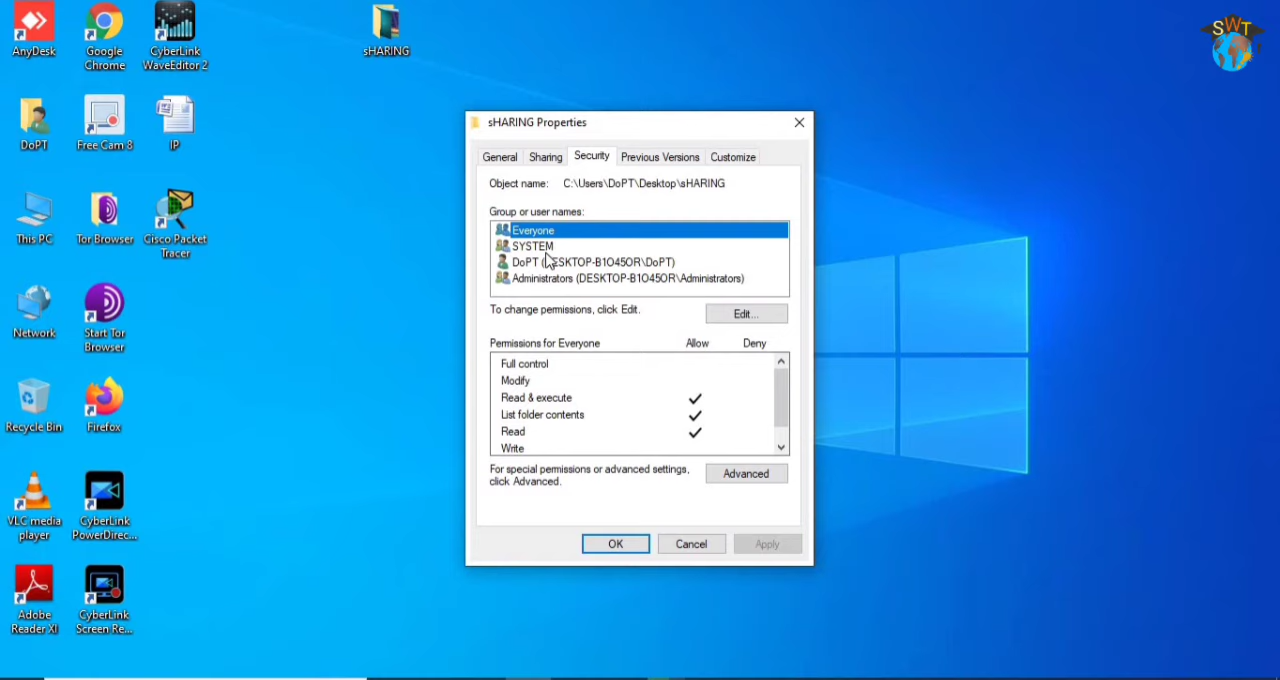 sHARING
SWT
AnyDesk
Google
Chrome
CyberLink
WaveEditor 2
DoPT
Free Cam 8
IP
This PC
Tor Browser
Cisco Packet
Tracer
Network
Start Tor
Browser
Recycle Bin
Firefox
VLC media
player
CyberLink
PowerDirec...
Adobe
Reader XI
CyberLink
Screen Re...
sHARING Properties
General Sharing Security Previous Versions Customize
Object name: C:\Users\DoPT\Desktop\sHARING
Group or user names:
Everyone
SYSTEM
DoPT (DESKTOP-B1O45OR\DoPT)
Administrators (DESKTOP-B1O45OR\Administrators)
To change permissions, click Edit.
Edit...
Permissions for Everyone Allow Deny
Full control
Modify
Read & execute
List folder contents
Read
Write
For special permissions or advanced settings,
click Advanced.
Advanced
OK Cancel Apply